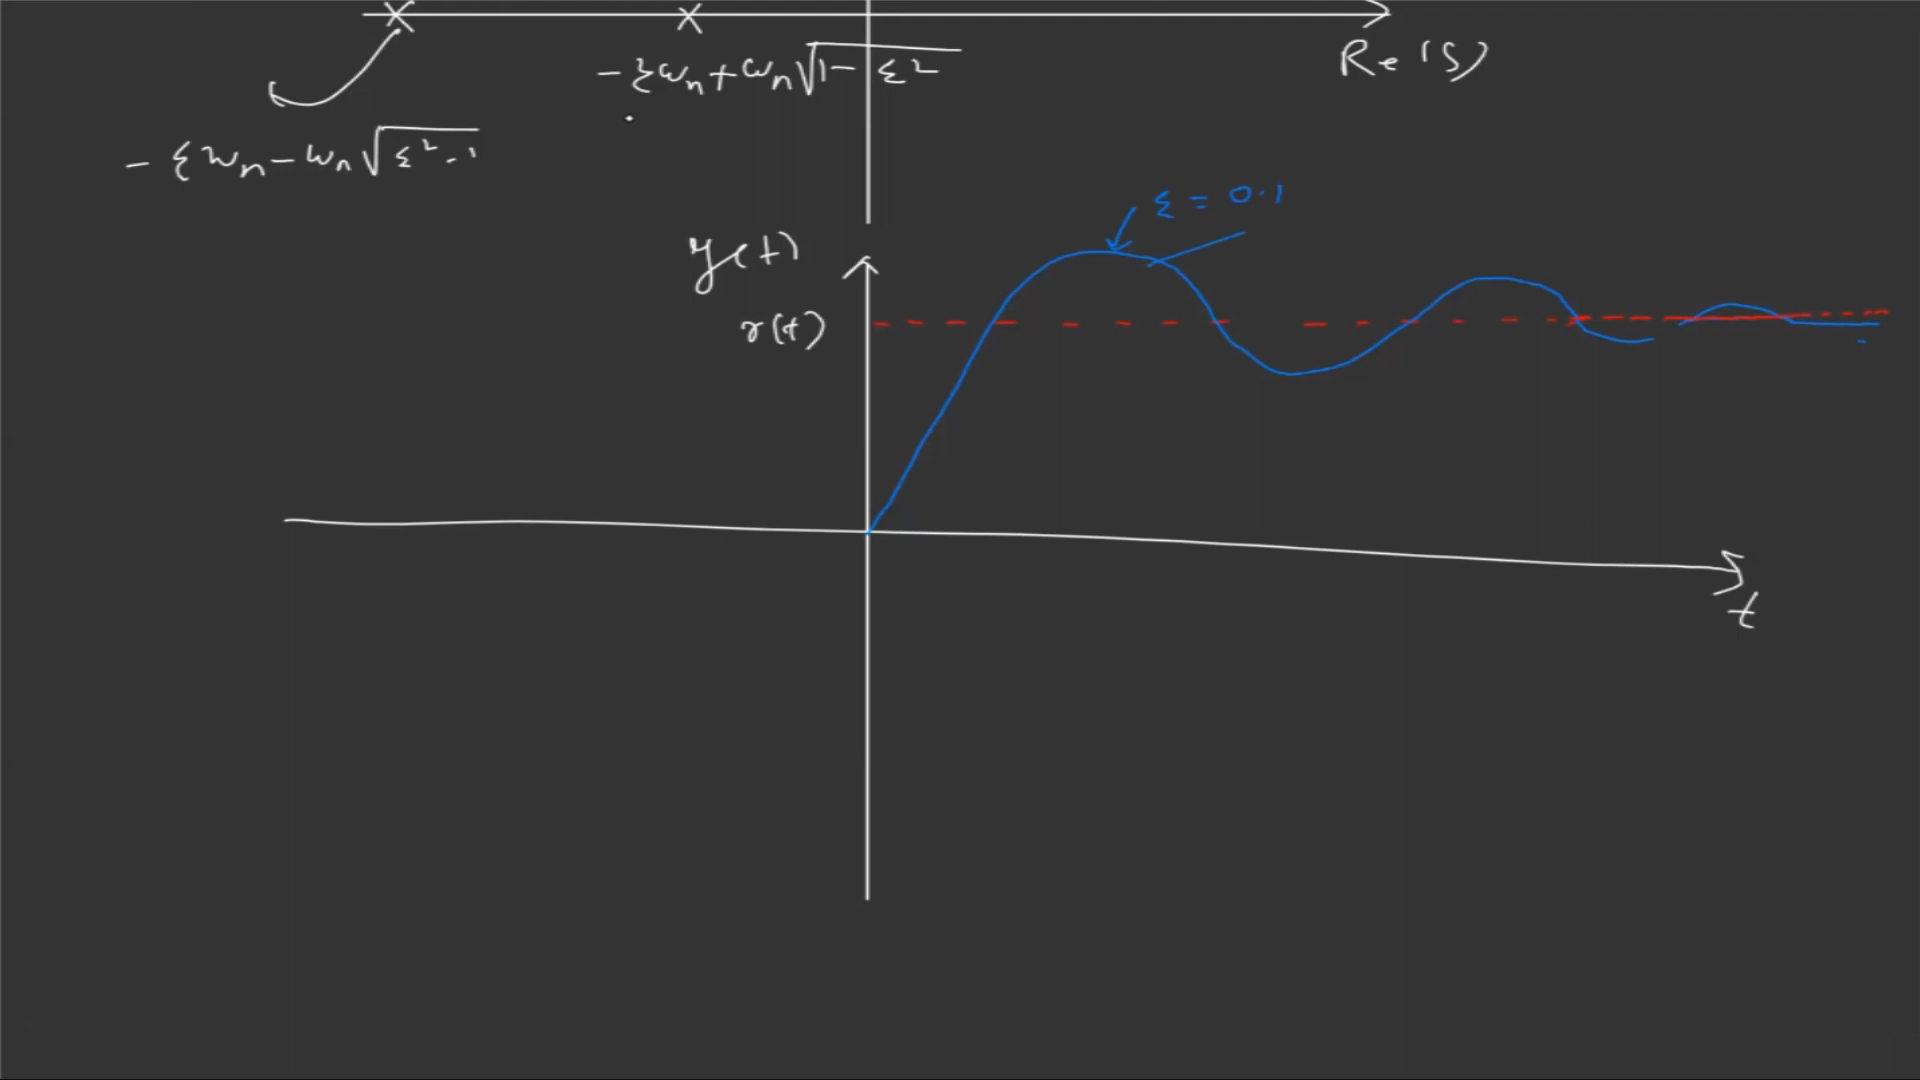 Re(s)
-ξωn+ωn√1-ξ²
-ξωn-ωn√ξ²-1
ξ = 0.1
y(t)
r(t)
t